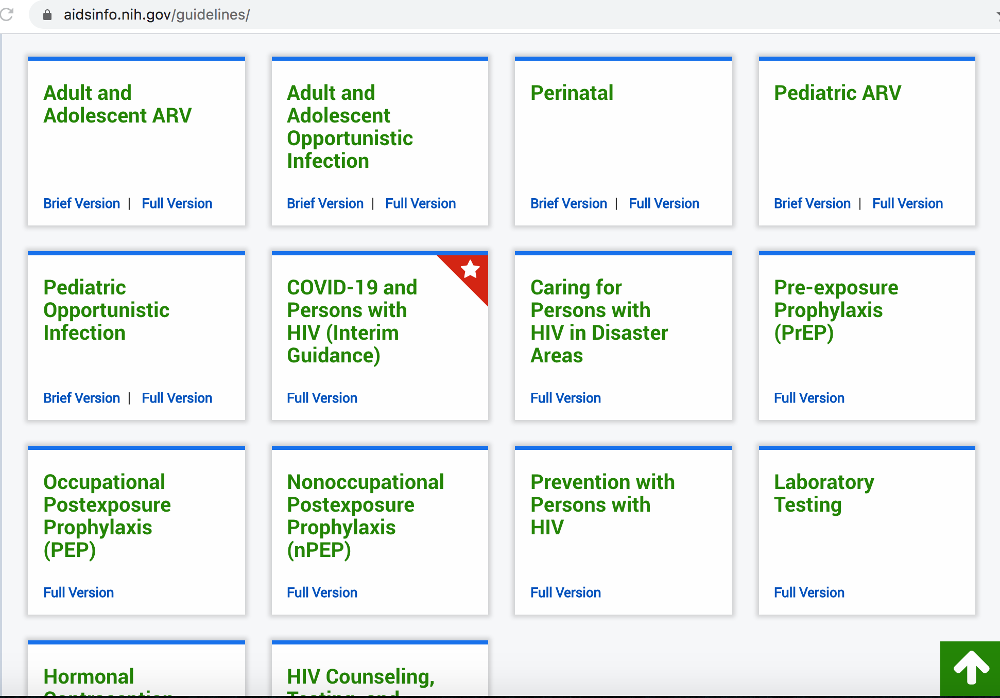 aidsinfo.nih.gov/guidelines/
Adult and
Adolescent ARV
Brief Version | Full Version
Adult and
Adolescent
Opportunistic
Infection
Brief Version | Full Version
Perinatal
Brief Version | Full Version
Pediatric ARV
Brief Version | Full Version
Pediatric
Opportunistic
Infection
Brief Version | Full Version
COVID-19 and
Persons with
HIV (Interim
Guidance)
Full Version
Caring for
Persons with
HIV in Disaster
Areas
Full Version
Pre-exposure
Prophylaxis
(PrEP)
Full Version
Occupational
Postexposure
Prophylaxis
(PEP)
Full Version
Nonoccupational
Postexposure
Prophylaxis
(nPEP)
Full Version
Prevention with
Persons with
HIV
Full Version
Laboratory
Testing
Full Version
Hormonal
Contraception
HIV Counseling,
Testing, and